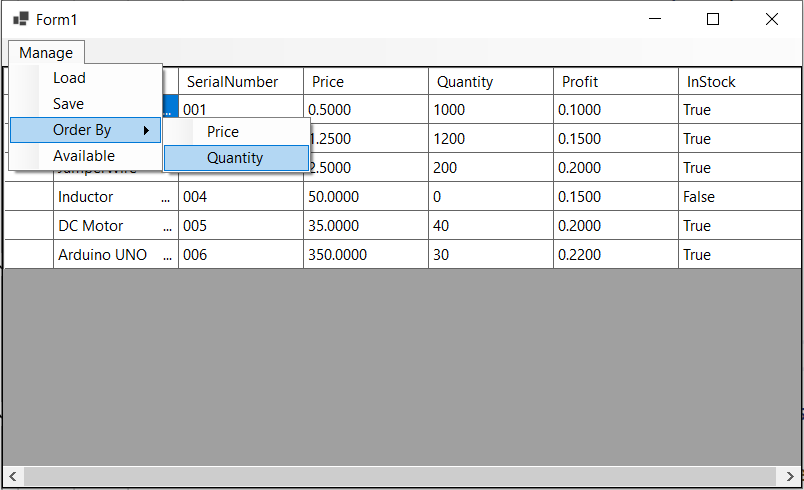 Form1
Manage
SerialNumber Price Quantity Profit InStock
Load
Save
Order By
Available
Price
Quantity
... 001 0.5000 1000 0.1000 True
1.2500 1200 0.1500 True
2.5000 200 0.2000 True
Inductor ... 004 50.0000 0 0.1500 False
DC Motor ... 005 35.0000 40 0.2000 True
Arduino UNO ... 006 350.0000 30 0.2200 True